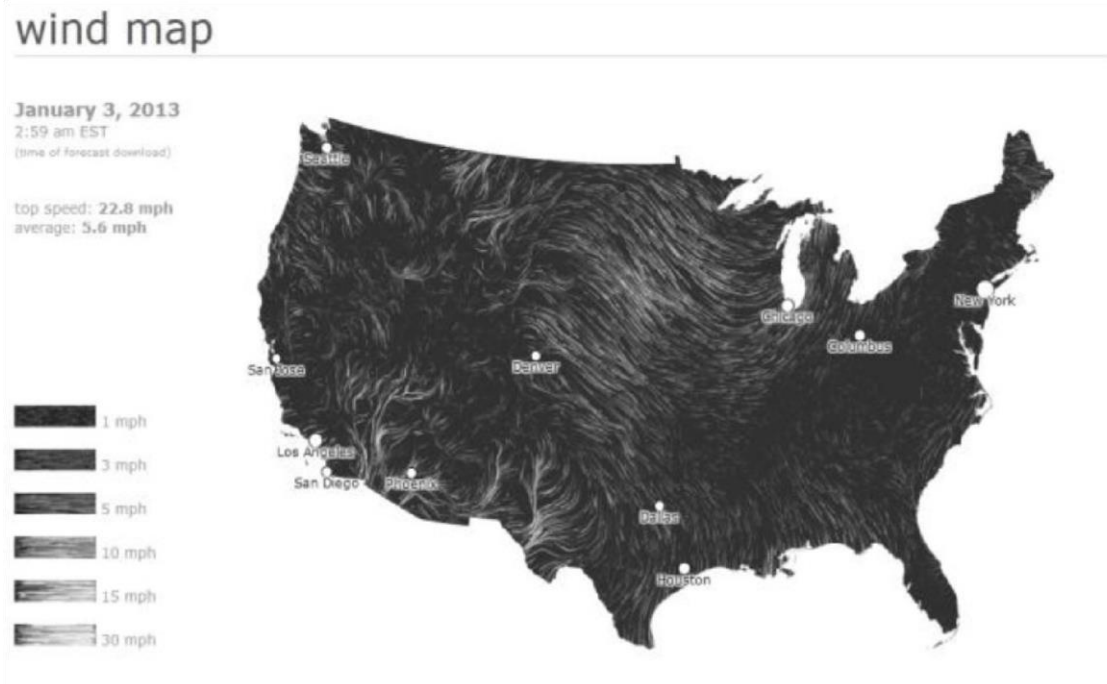 wind map
January 3, 2013
2:59 am EST
(time of forecast download)
top speed: 22.8 mph
average: 5.6 mph
Seattle
New York
Chicago
Columbus
San Jose
Denver
Los Angeles
San Diego
Phoenix
Dallas
Houston
1 mph
3 mph
5 mph
10 mph
15 mph
30 mph